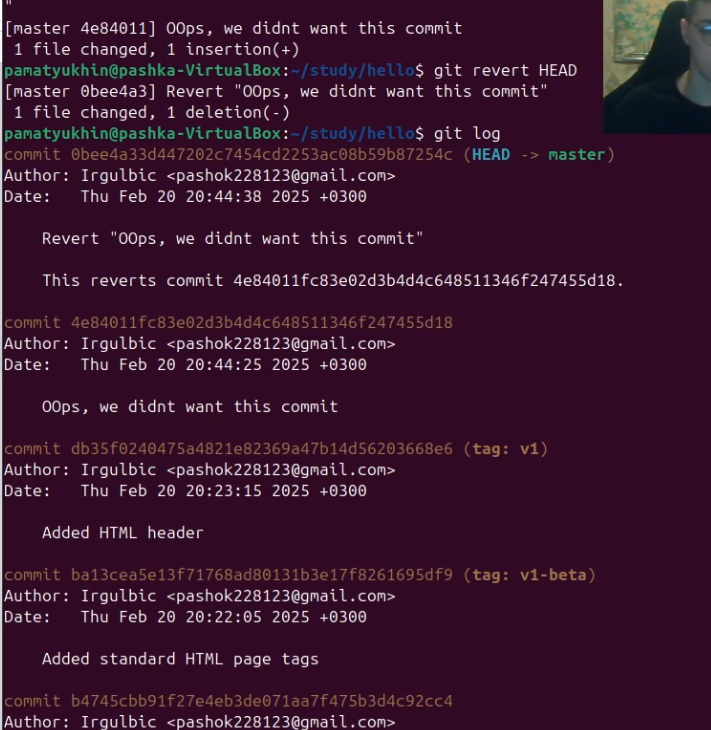 "
[master 4e84011] OOps, we didnt want this commit
 1 file changed, 1 insertion(+)
pamatyukhin@pashka-VirtualBox:~/study/hello$ git revert HEAD
[master 0bee4a3] Revert "OOps, we didnt want this commit"
 1 file changed, 1 deletion(-)
pamatyukhin@pashka-VirtualBox:~/study/hello$ git log
commit 0bee4a33d447202c7454cd2253ac08b59b87254c (HEAD -> master)
Author: Irgulbic <pashok228123@gmail.com>
Date:   Thu Feb 20 20:44:38 2025 +0300

    Revert "OOps, we didnt want this commit"

    This reverts commit 4e84011fc83e02d3b4d4c648511346f247455d18.

commit 4e84011fc83e02d3b4d4c648511346f247455d18
Author: Irgulbic <pashok228123@gmail.com>
Date:   Thu Feb 20 20:44:25 2025 +0300

    OOps, we didnt want this commit

commit db35f0240475a4821e82369a47b14d56203668e6 (tag: v1)
Author: Irgulbic <pashok228123@gmail.com>
Date:   Thu Feb 20 20:23:15 2025 +0300

    Added HTML header

commit ba13cea5e13f71768ad80131b3e17f8261695df9 (tag: v1-beta)
Author: Irgulbic <pashok228123@gmail.com>
Date:   Thu Feb 20 20:22:05 2025 +0300

    Added standard HTML page tags

commit b4745cbb91f27e4eb3de071aa7f475b3d4c92cc4
Author: Irgulbic <pashok228123@gmail.com>